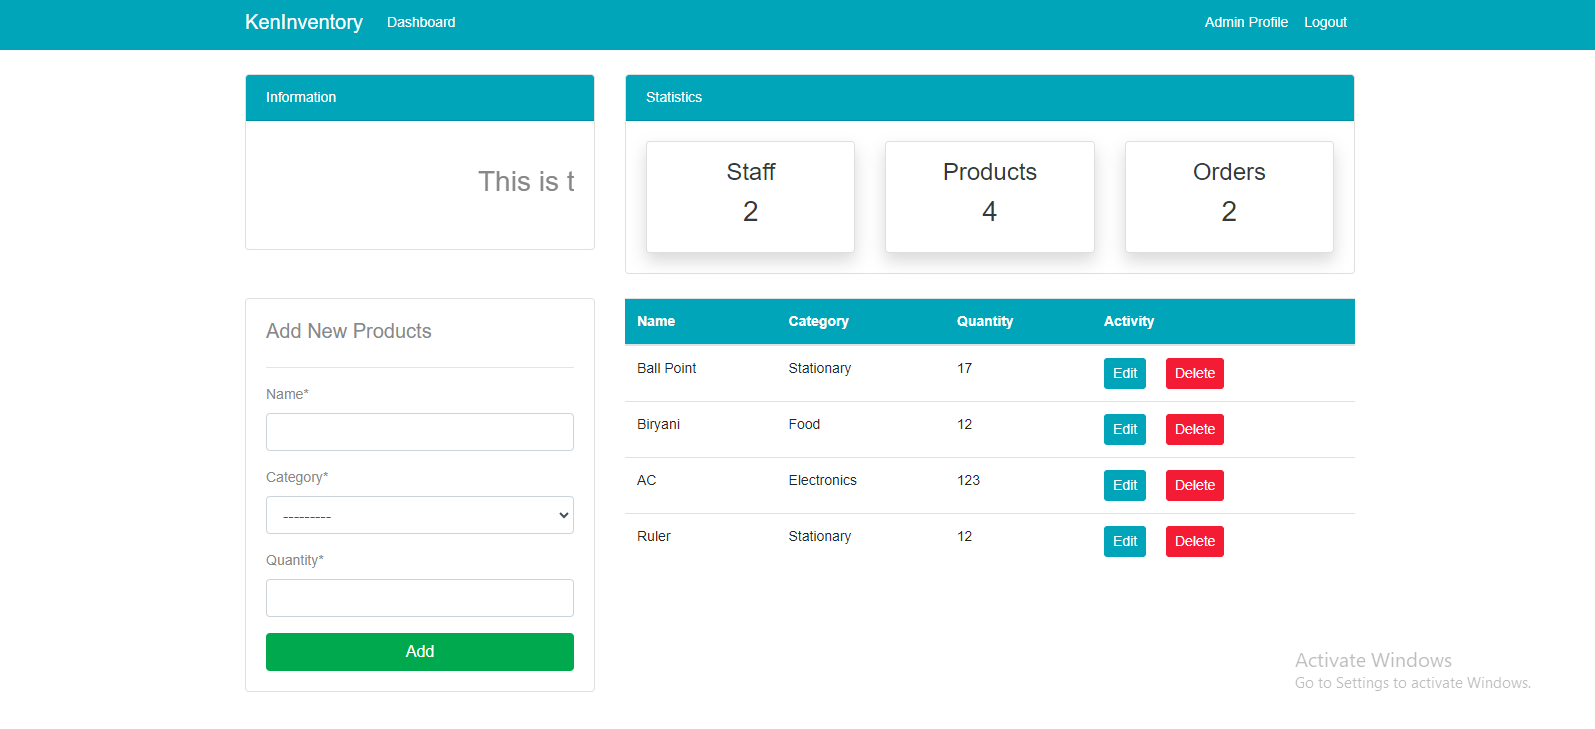 KenInventory Dashboard Admin Profile Logout
Information
This is t
Statistics
Staff
2
Products
4
Orders
2
Add New Products
Name*
Category*
---------
Quantity*
Add
Name Category Quantity Activity
Ball Point Stationary 17 Edit Delete
Biryani Food 12 Edit Delete
AC Electronics 123 Edit Delete
Ruler Stationary 12 Edit Delete
Activate Windows
Go to Settings to activate Windows.